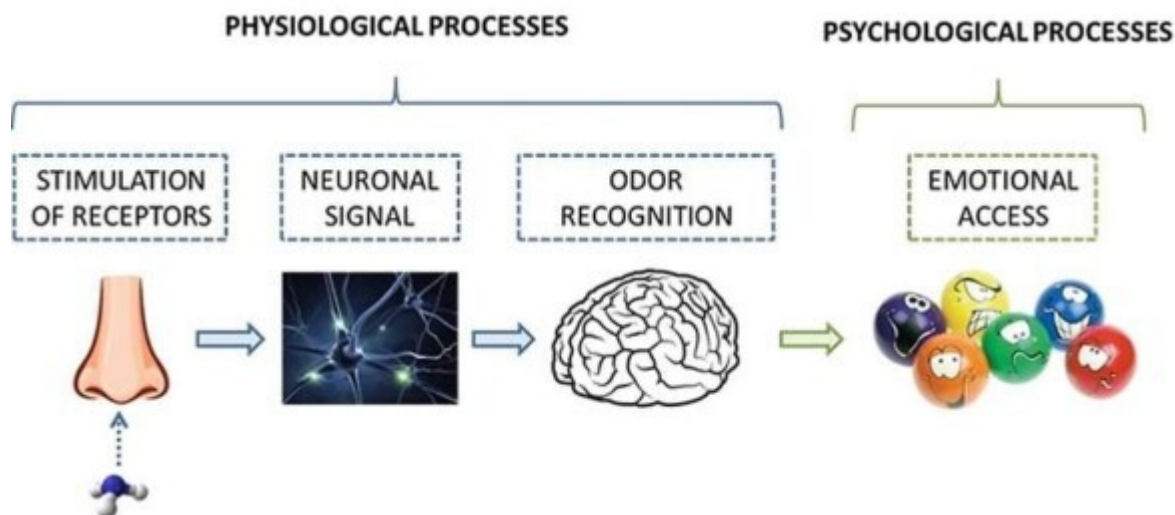 PHYSIOLOGICAL PROCESSES
PSYCHOLOGICAL PROCESSES
STIMULATION
OF RECEPTORS
NEURONAL
SIGNAL
ODOR
RECOGNITION
EMOTIONAL
ACCESS